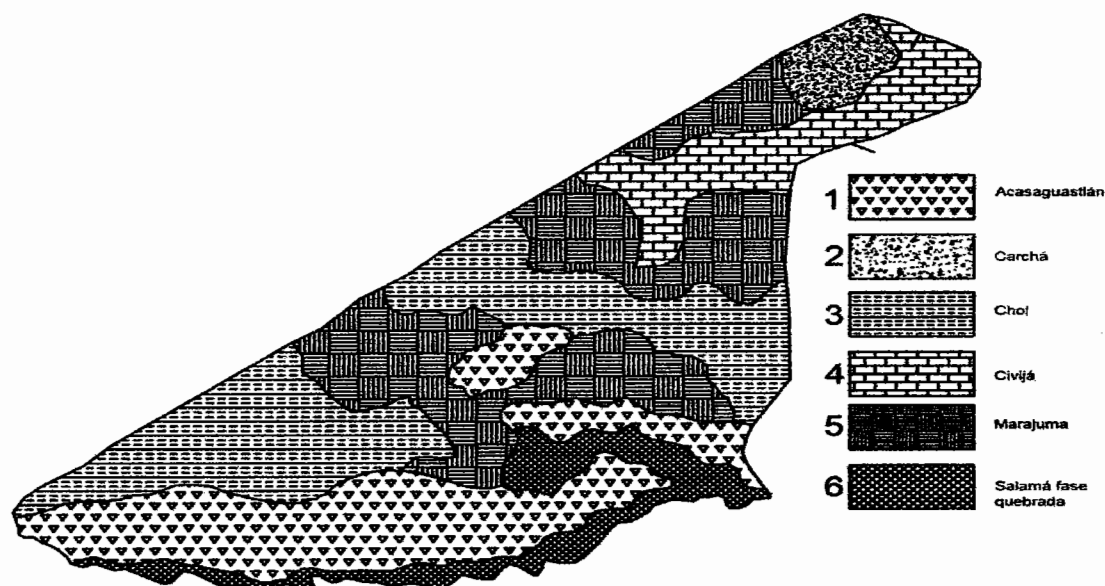 1 Acasaguastlán
2 Carchá
3 Chol
4 Civijá
5 Marajuma
6 Salamá fase
quebrada